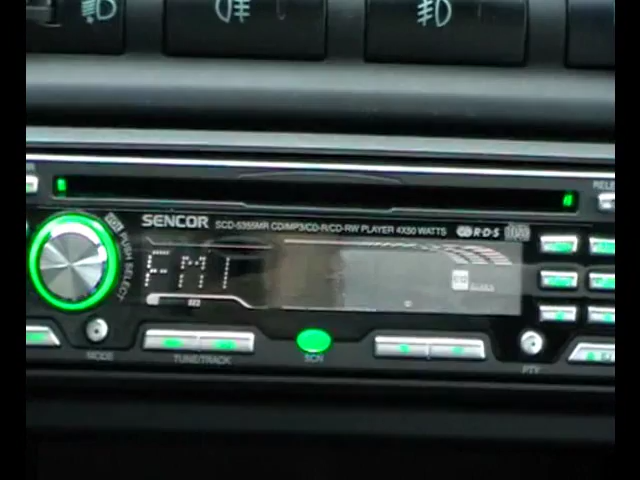 RELE
SENCOR SCD-5355MR CD/MP3/CD-R/CD-RW PLAYER 4X50 WATTS R·D·S
PUSH SELECT
FM1
MODE TUNE/TRACK SCN PTY